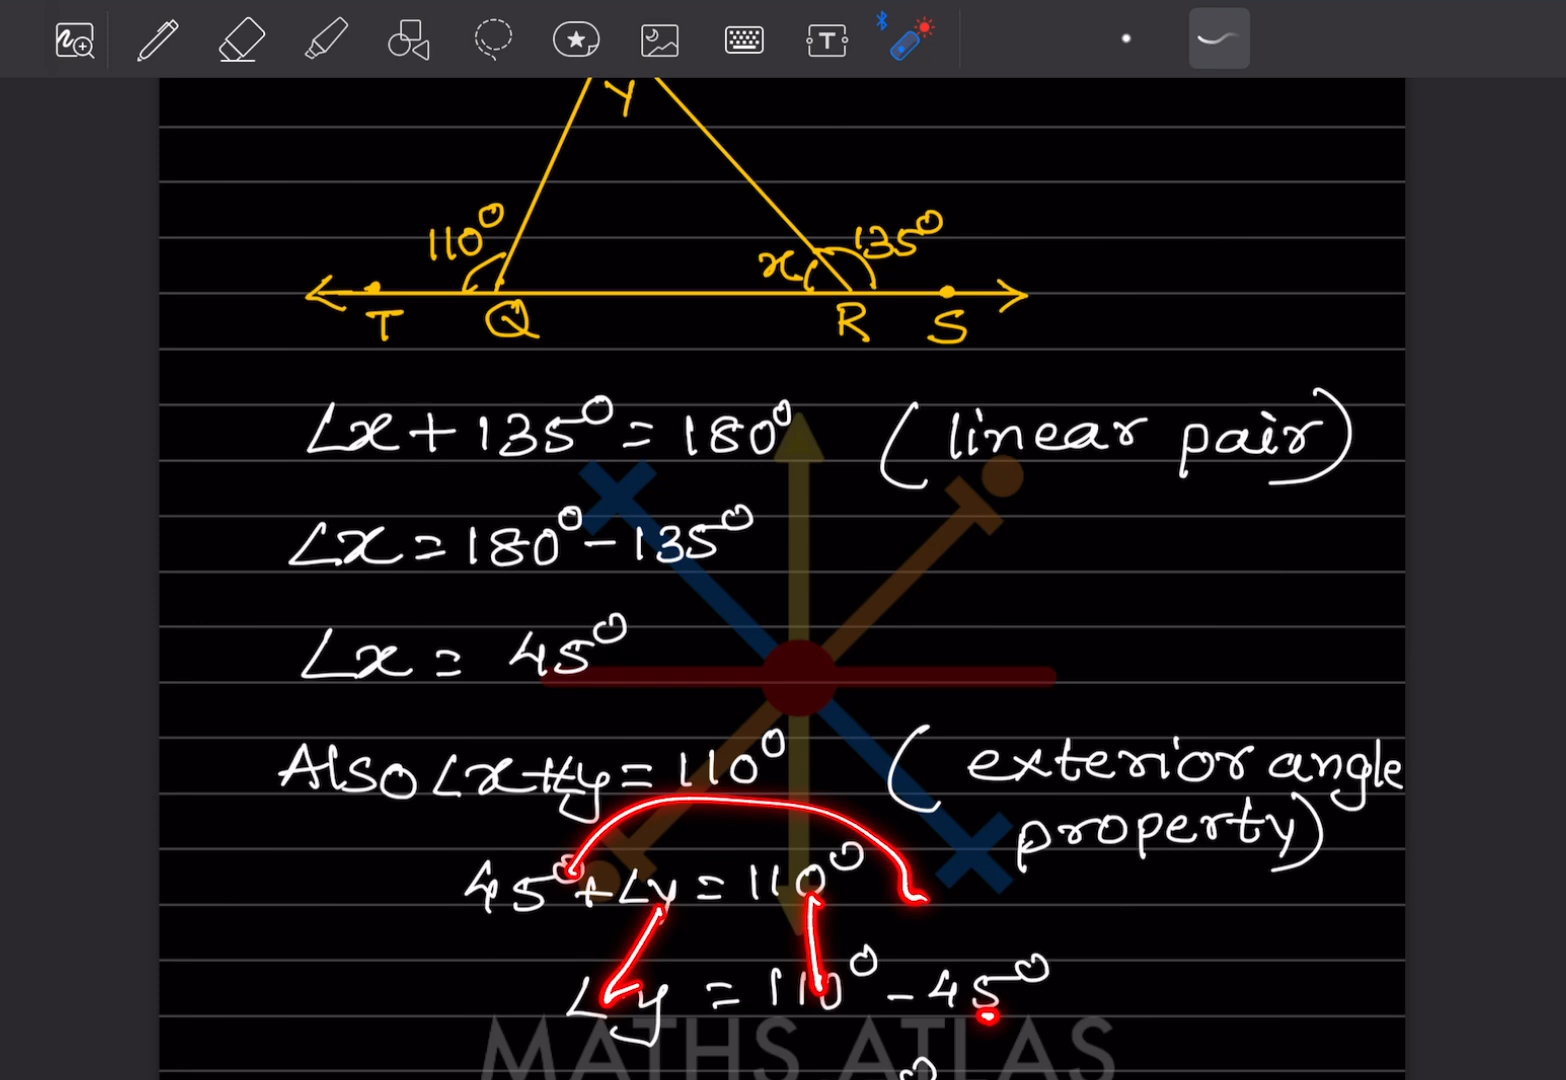 y
110°
x
135°
T Q R S
∠x + 135° = 180° (linear pair)
∠x = 180° - 135°
∠x = 45°
Also ∠x + ∠y = 110° (exterior angle
property)
45° + ∠y = 110°
∠y = 110° - 45°
MATHS ATLAS